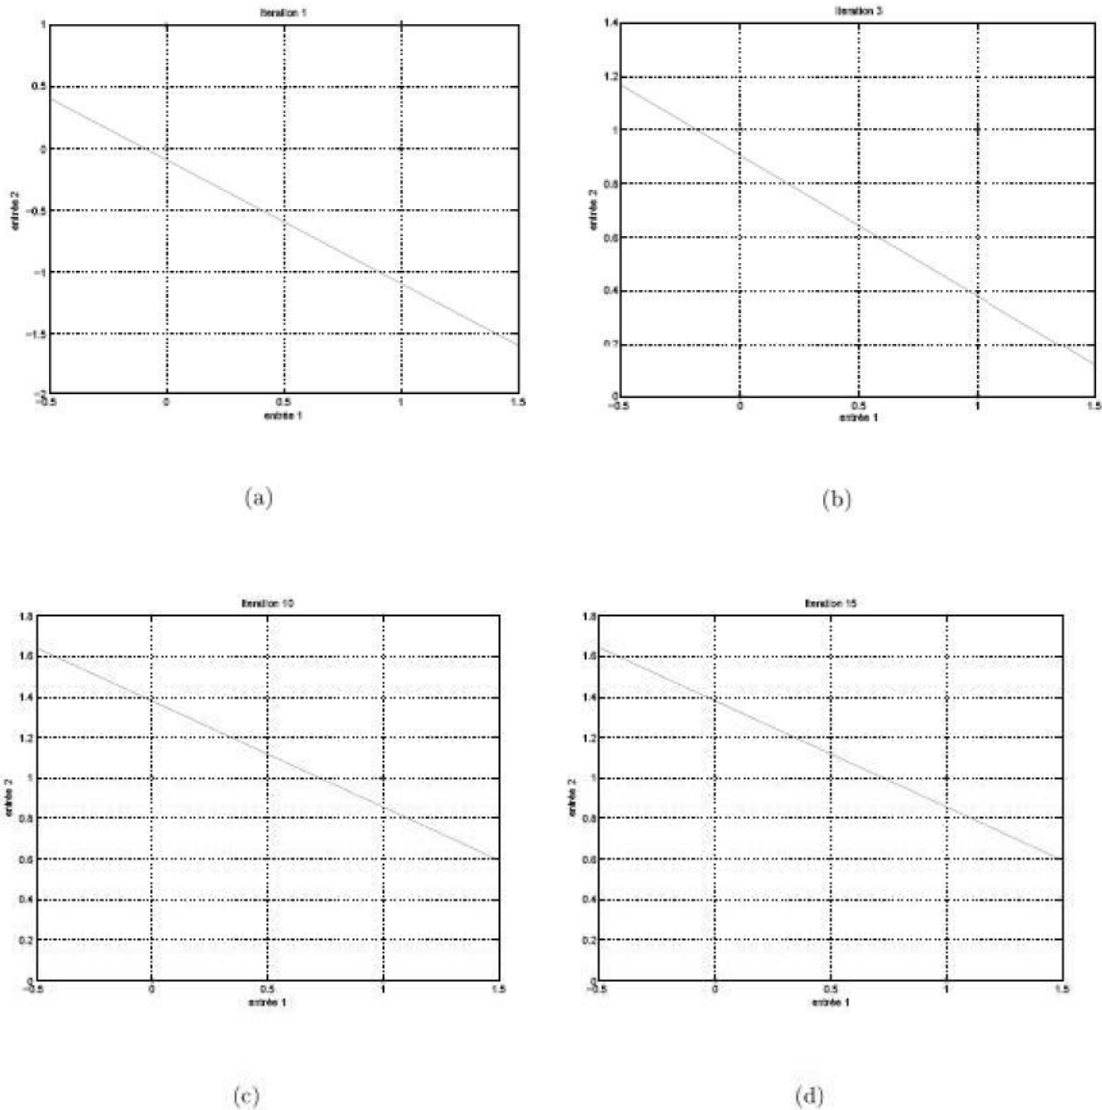 Iteration 1
1
0.5
0
−0.5
−1
−1.5
−2
entrée 2
−0.5 0 0.5 1 1.5
entrée 1
(a)
Iteration 3
1.4
1.2
1
0.8
0.6
0.4
0.2
0
entrée 2
−0.5 0 0.5 1 1.5
entrée 1
(b)
Iteration 10
1.8
1.6
1.4
1.2
1
0.8
0.6
0.4
0.2
0
entrée 2
−0.5 0 0.5 1 1.5
entrée 1
(c)
Iteration 15
1.8
1.6
1.4
1.2
1
0.8
0.6
0.4
0.2
0
entrée 2
−0.5 0 0.5 1 1.5
entrée 1
(d)